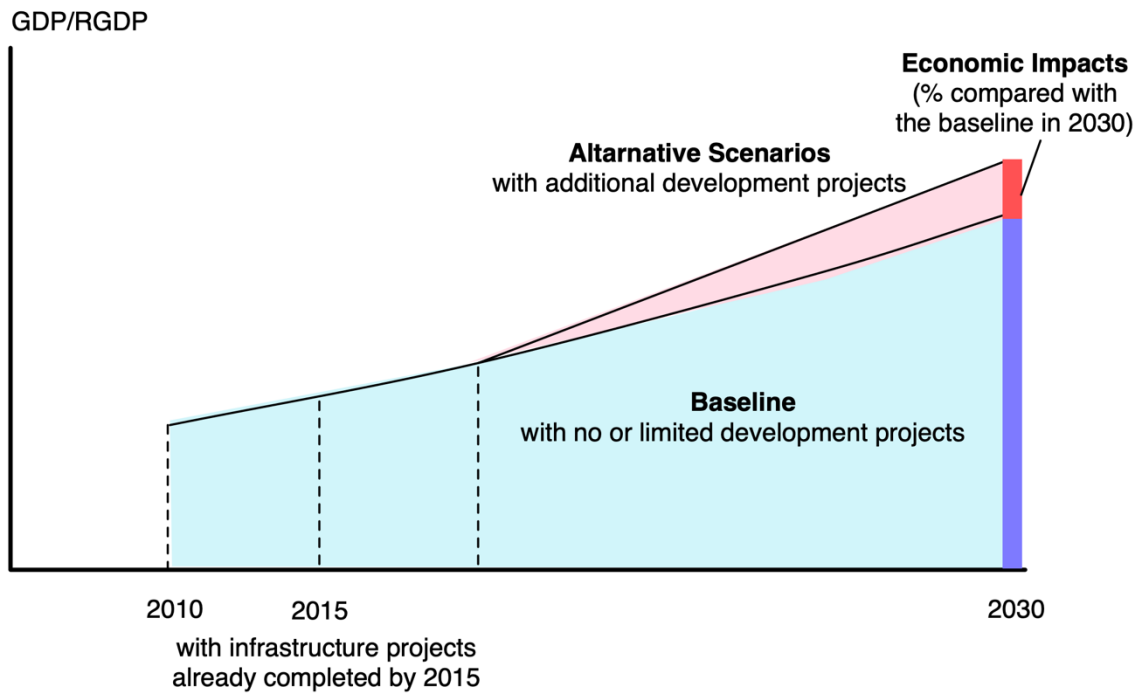 GDP/RGDP
Economic Impacts
(% compared with
the baseline in 2030)
Altarnative Scenarios
with additional development projects
Baseline
with no or limited development projects
2010
2015
2030
with infrastructure projects
already completed by 2015